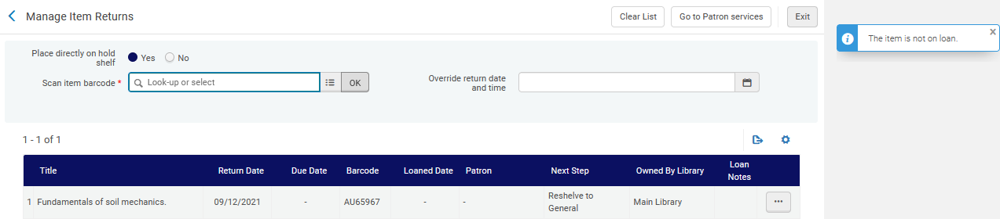 Manage Item Returns
Clear List
Go to Patron services
Exit
The item is not on loan.
Place directly on hold
shelf
Yes
No
Scan item barcode *
Look-up or select
OK
Override return date
and time
1 - 1 of 1
Title
Return Date
Due Date
Barcode
Loaned Date
Patron
Next Step
Owned By Library
Loan
Notes
1 Fundamentals of soil mechanics.
09/12/2021
-
AU65967
-
-
Reshelve to
General
Main Library